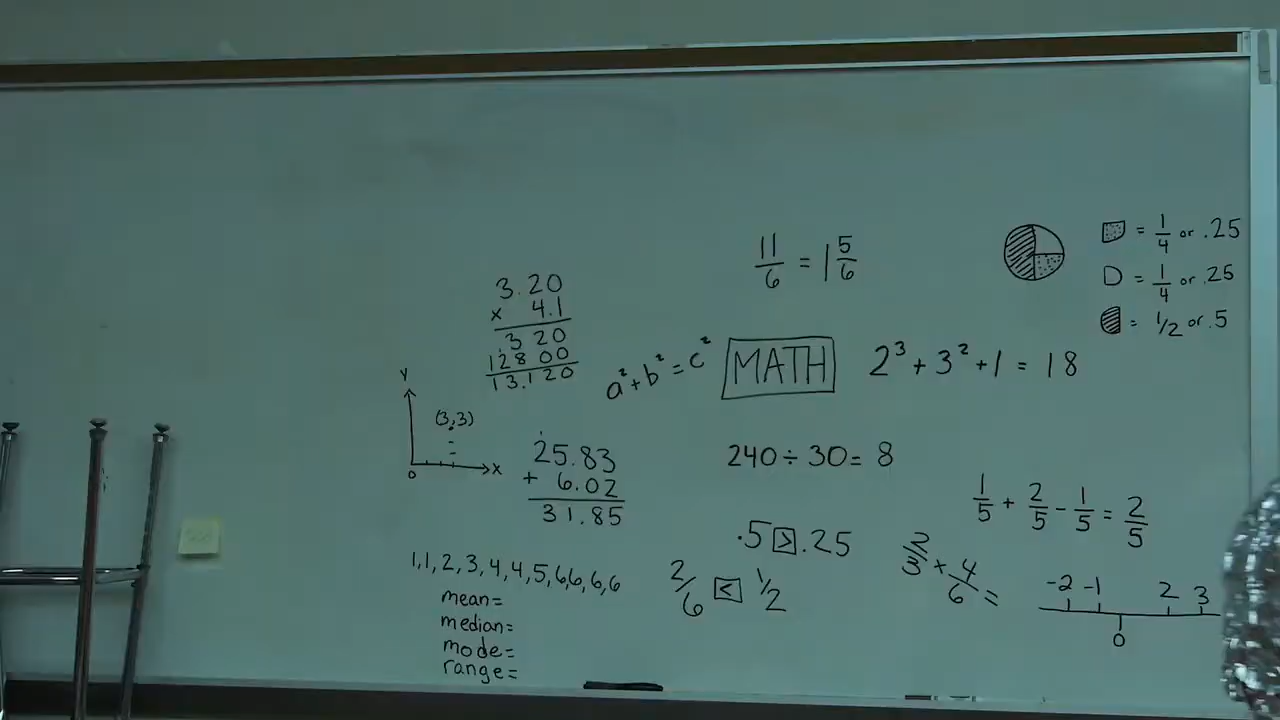 11/6 = 1 5/6
= 1/4 or .25
D = 1/4 or .25
= 1/2 or .5
3.20
x 4.1
3 20
12800
13.120
a² + b² = c²
MATH
2³ + 3² + 1 = 18
Y
(3,3)
0
X
25.83
+ 6.02
31.85
240 ÷ 30 = 8
1/5 + 2/5 - 1/5 = 2/5
.5 > .25
2/3 + 4/6 =
2/6 < 1/2
1,1,2,3,4,4,5,6,6,6,6
mean=
median=
mode=
range=
-2 -1 2 3
0